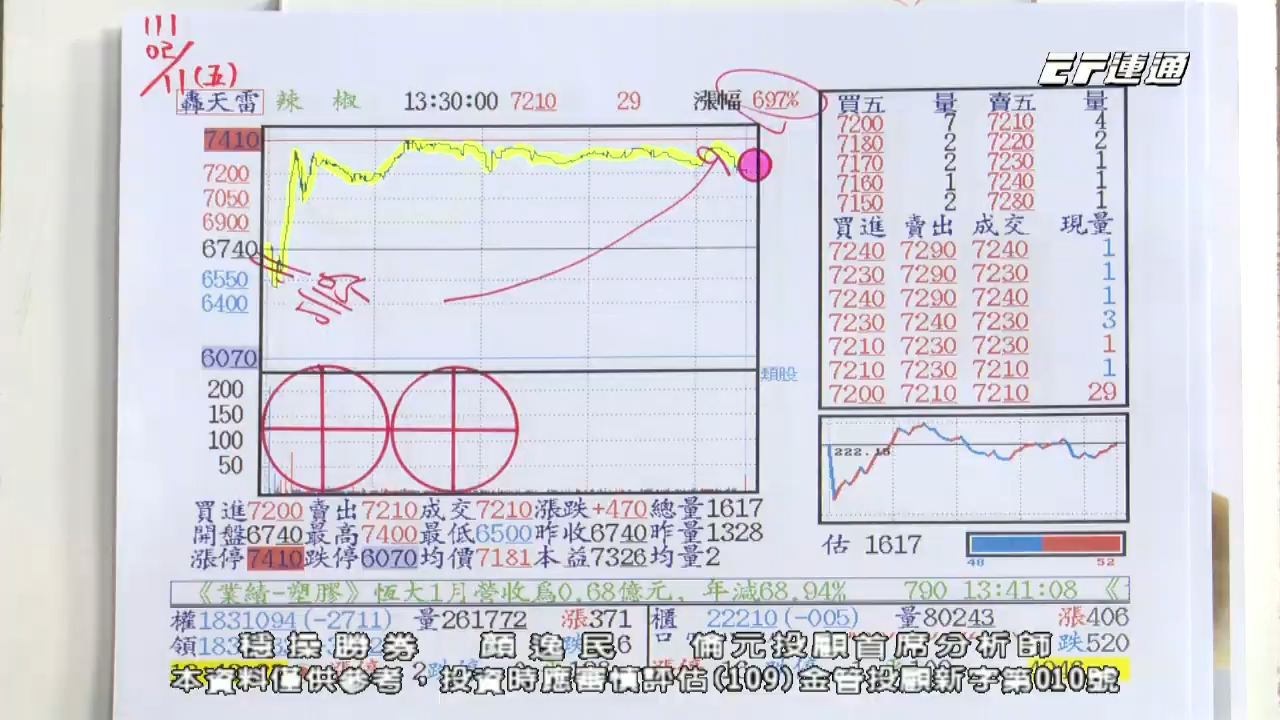 111
02/11(五)
EF運通
轟天雷 辣 椒 13:30:00 7210 29 漲幅 697%
買五 量 賣五 量
7200 7 7210 4
7180 2 7220 2
7170 2 7230 1
7160 1 7240 1
7150 2 7280 1
買進 賣出 成交 現量
7240 7290 7240 1
7230 7290 7230 1
7240 7290 7240 1
7230 7240 7230 3
7210 7230 7210 1
7210 7230 7210 1
7200 7210 7210 29
7410
7200
7050
6900
6740
6550
6400
6070
類股
200
150
100
50
222.15
買進7200賣出7210成交7210漲跌+470總量1617
開盤6740最高7400最低6500昨收6740昨量1328
漲停7410跌停6070均價7181本益7326均量2
估 1617
48 52
《業績-塑膠》恆大1月營收為0.68億元, 年減68.94% 790 13:41:08 《
權1831094(-2711) 量261772 漲371 櫃 22210(-005) 量80243 漲406
跌520
穩操勝券 顏逸民 倫元投顧首席分析師
本資料僅供參考，投資時應審慎評估(109)金管投顧新字第010號